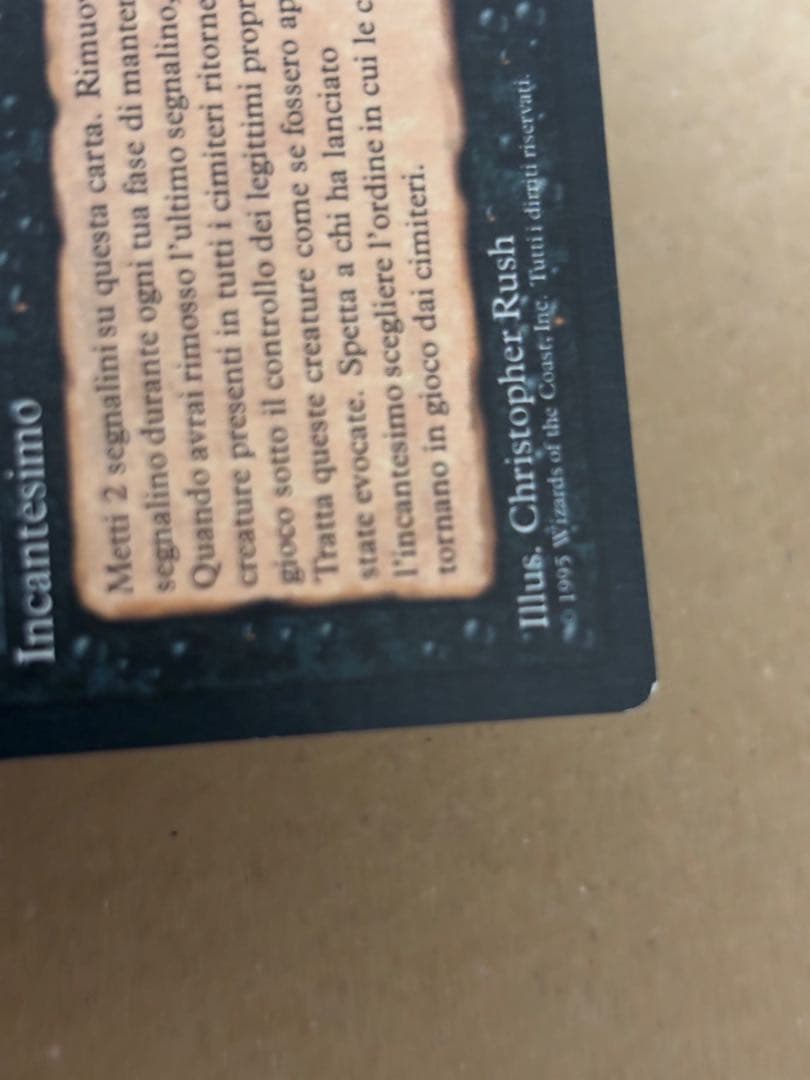 Incantesimo
Metti 2 segnalini su questa carta. Rimuo
segnalino durante ogni tua fase di manten
Quando avrai rimosso l'ultimo segnalino,
creature presenti in tutti i cimiteri ritorne
gioco sotto il controllo dei legittimi propr
Tratta queste creature come se fossero ap
state evocate. Spetta a chi ha lanciato
l'incantesimo scegliere l'ordine in cui le c
tornano in gioco dai cimiteri.
Illus. Christopher Rush
© 1995 Wizards of the Coast, Inc. Tutti i diritti riservati.